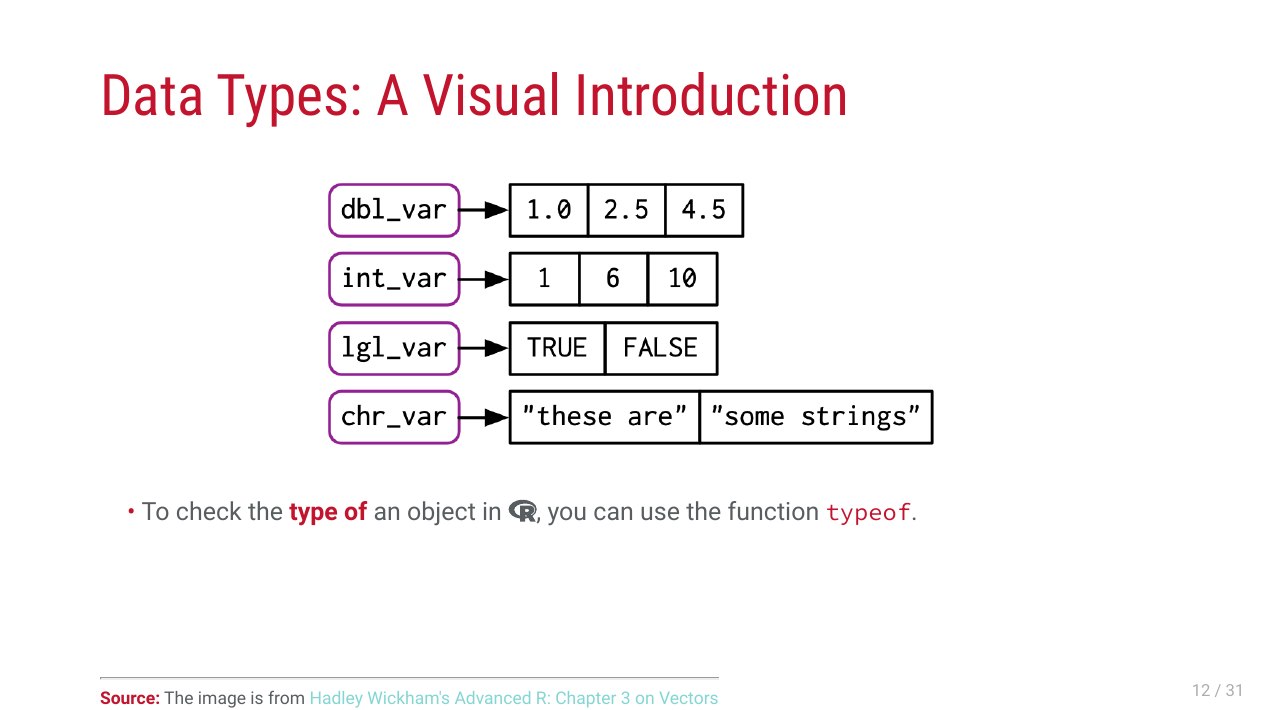 Data Types: A Visual Introduction
dbl_var 1.0 2.5 4.5
int_var 1 6 10
lgl_var TRUE FALSE
chr_var "these are" "some strings"
• To check the type of an object in R, you can use the function typeof.
Source: The image is from Hadley Wickham's Advanced R: Chapter 3 on Vectors
12 / 31